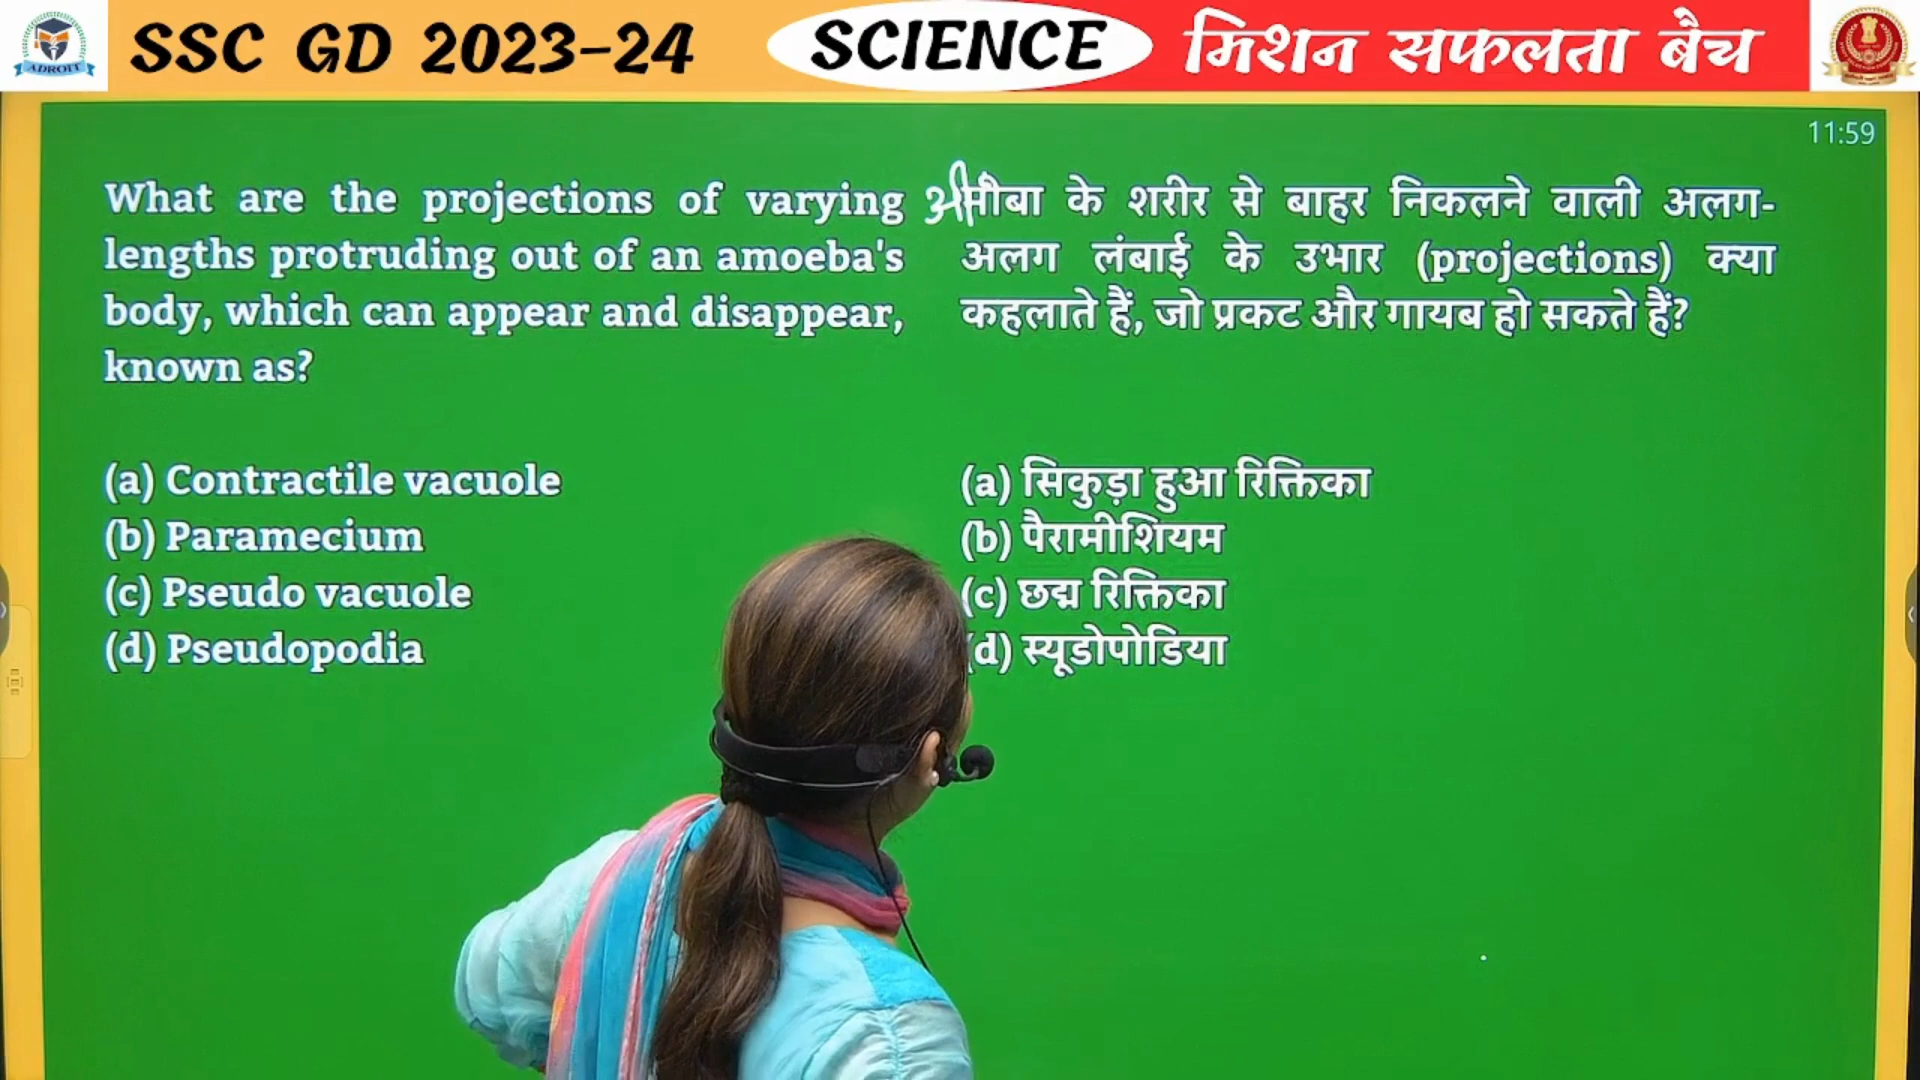 ADROIT
SSC GD 2023-24
SCIENCE
मिशन सफलता बैच
11:59
What are the projections of varying
lengths protruding out of an amoeba's
body, which can appear and disappear,
known as?
(a) Contractile vacuole
(b) Paramecium
(c) Pseudo vacuole
(d) Pseudopodia
अमीबा के शरीर से बाहर निकलने वाली अलग-
अलग लंबाई के उभार (projections) क्या
कहलाते हैं, जो प्रकट और गायब हो सकते हैं?
(a) सिकुड़ा हुआ रिक्तिका
(b) पैरामीशियम
(c) छद्म रिक्तिका
(d) स्यूडोपोडिया